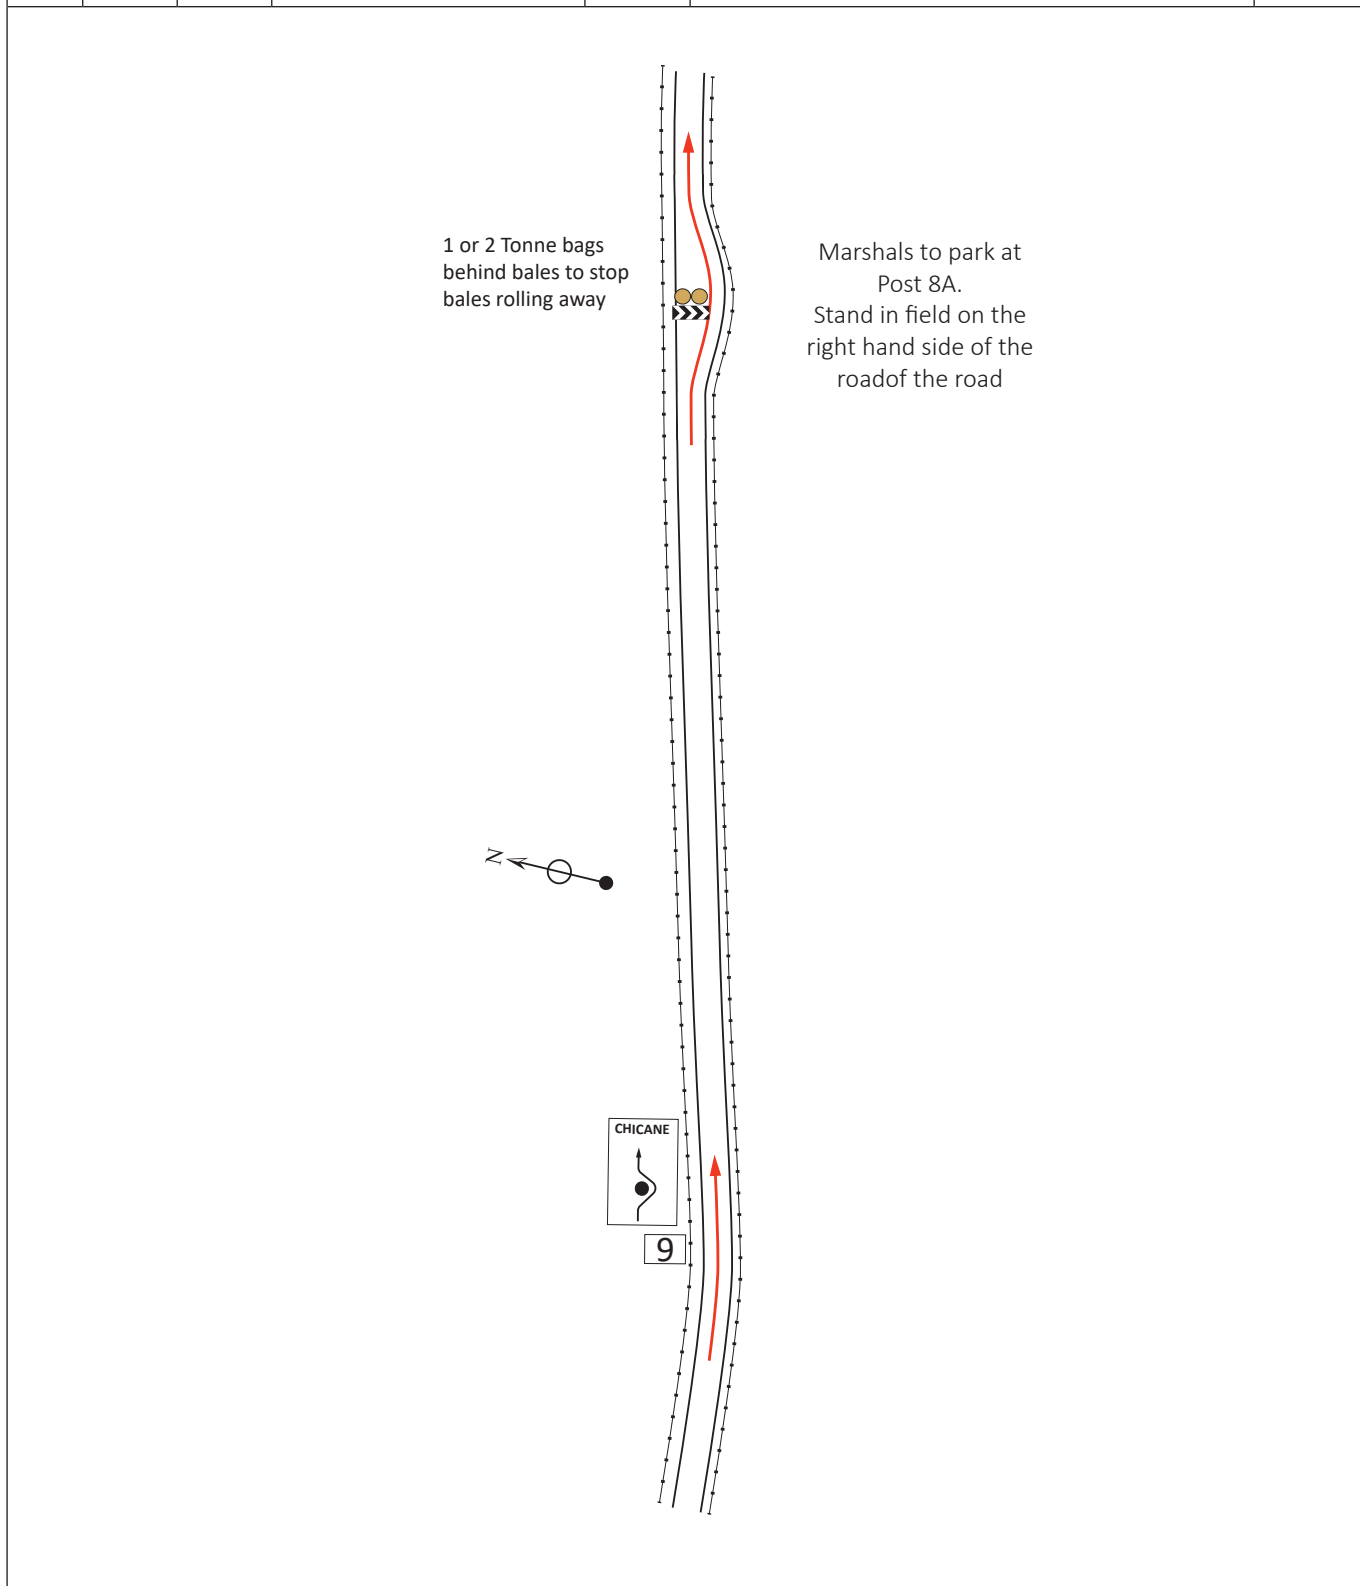 1 or 2 Tonne bags
behind bales to stop
bales rolling away
Marshals to park at
Post 8A.
Stand in field on the
right hand side of the
roadof the road
N
CHICANE
9